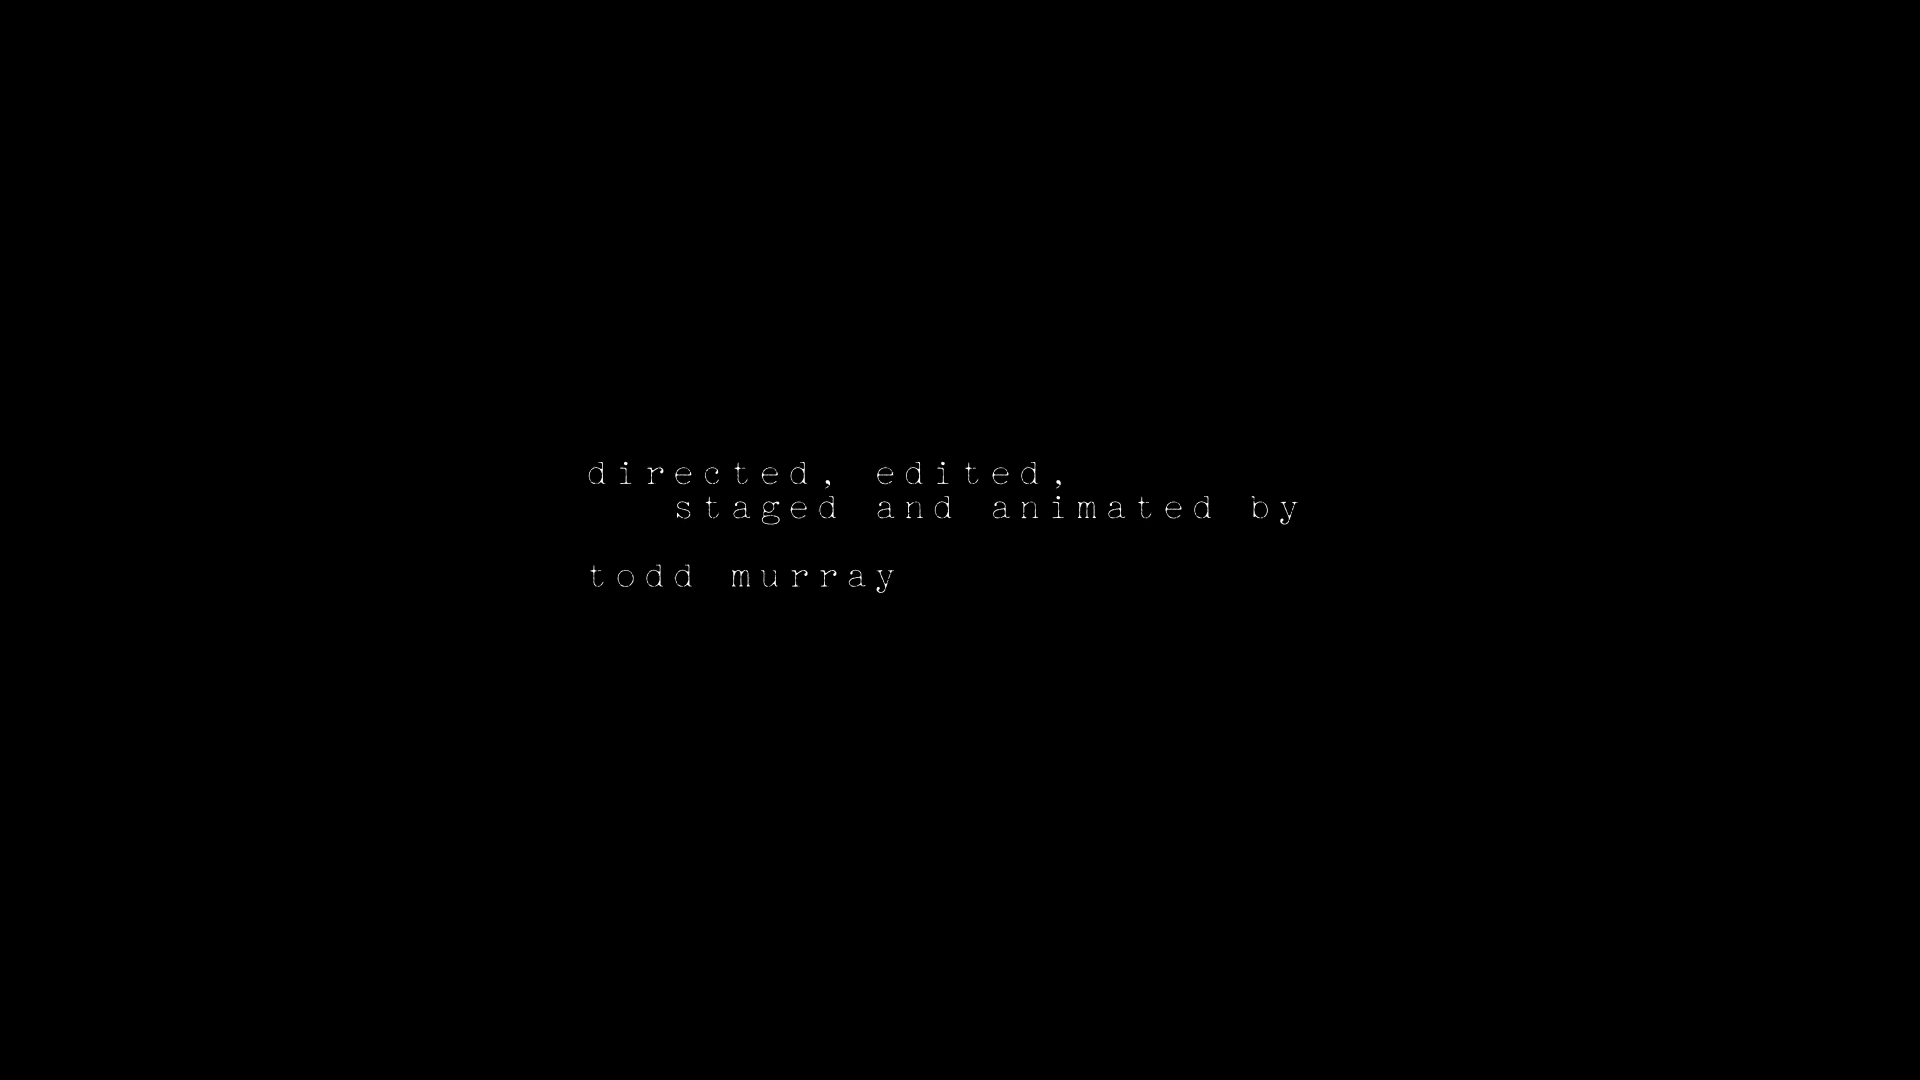 directed, edited,
staged and animated by
todd murray